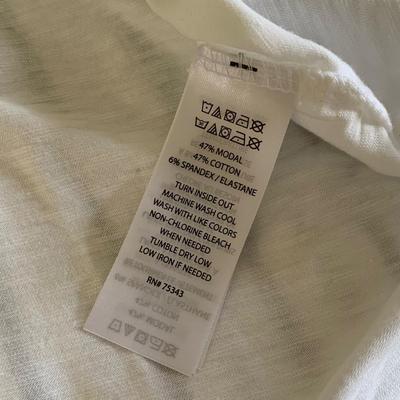 47% MODAL
47% COTTON
6% SPANDEX / ELASTANE
TURN INSIDE OUT
MACHINE WASH COOL
WASH WITH LIKE COLORS
NON-CHLORINE BLEACH
WHEN NEEDED
TUMBLE DRY LOW
LOW IRON IF NEEDED
RN# 75343